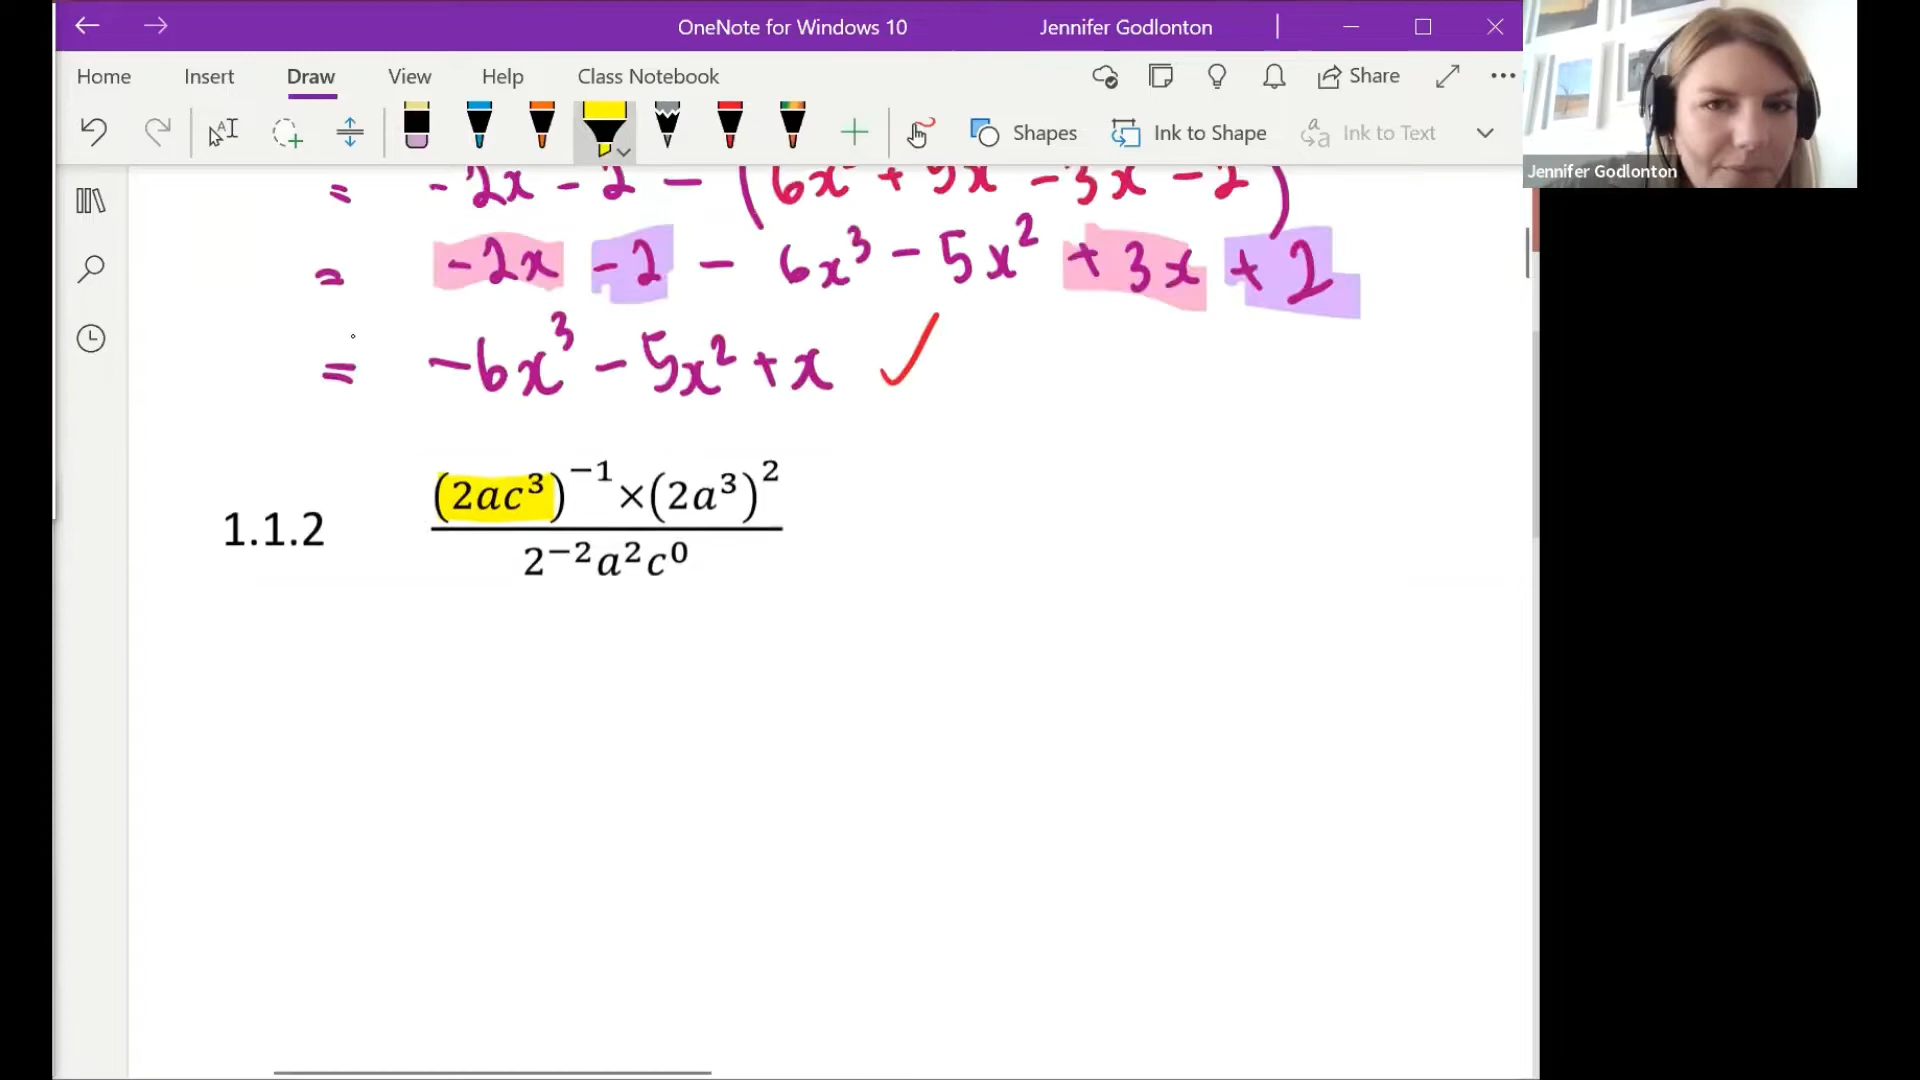 OneNote for Windows 10 Jennifer Godlonton
Home Insert Draw View Help Class Notebook Share
Shapes Ink to Shape Ink to Text
Jennifer Godlonton
= -2x - 2 - (
= -2x -2 - 6x³ - 5x² + 3x + 2
= -6x³ - 5x² + x ✓
1.1.2 (2ac³)⁻¹×(2a³)²
2⁻²a²c⁰